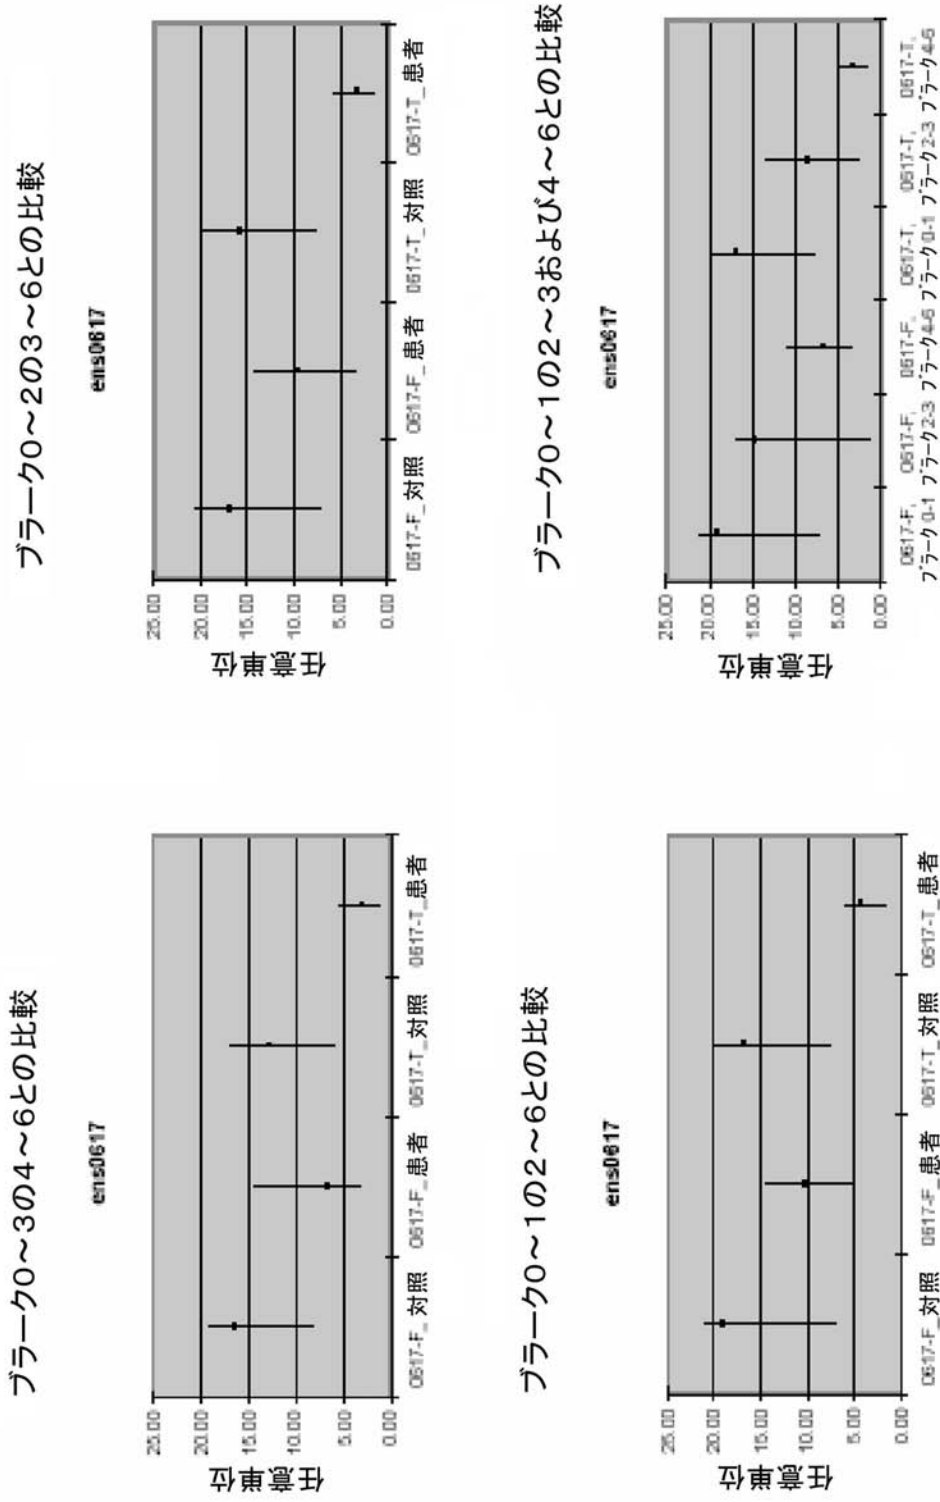 ブラーク0～3の4～6との比較
ens0617
任意単位
25.00
20.00
15.00
10.00
5.00
0.00
0617-F_対照 0617-F_患者 0617-T_対照 0617-T_患者
ブラーク0～2の3～6との比較
ens0617
任意単位
25.00
20.00
15.00
10.00
5.00
0.00
0617-F_対照 0617-F_患者 0617-T_対照 0617-T_患者
ブラーク0～1の2～6との比較
ens0617
任意単位
25.00
20.00
15.00
10.00
5.00
0.00
0617-F_対照 0617-F_患者 0617-T_対照 0617-T_患者
ブラーク0～1の2～3および4～6との比較
ens0617
任意単位
25.00
20.00
15.00
10.00
5.00
0.00
0617-F, 0617-F, 0617-F, 0617-T, 0617-T, 0617-T,
ブラーク0-1 ブラーク2-3 ブラーク4-6 ブラーク0-1 ブラーク2-3 ブラーク4-6